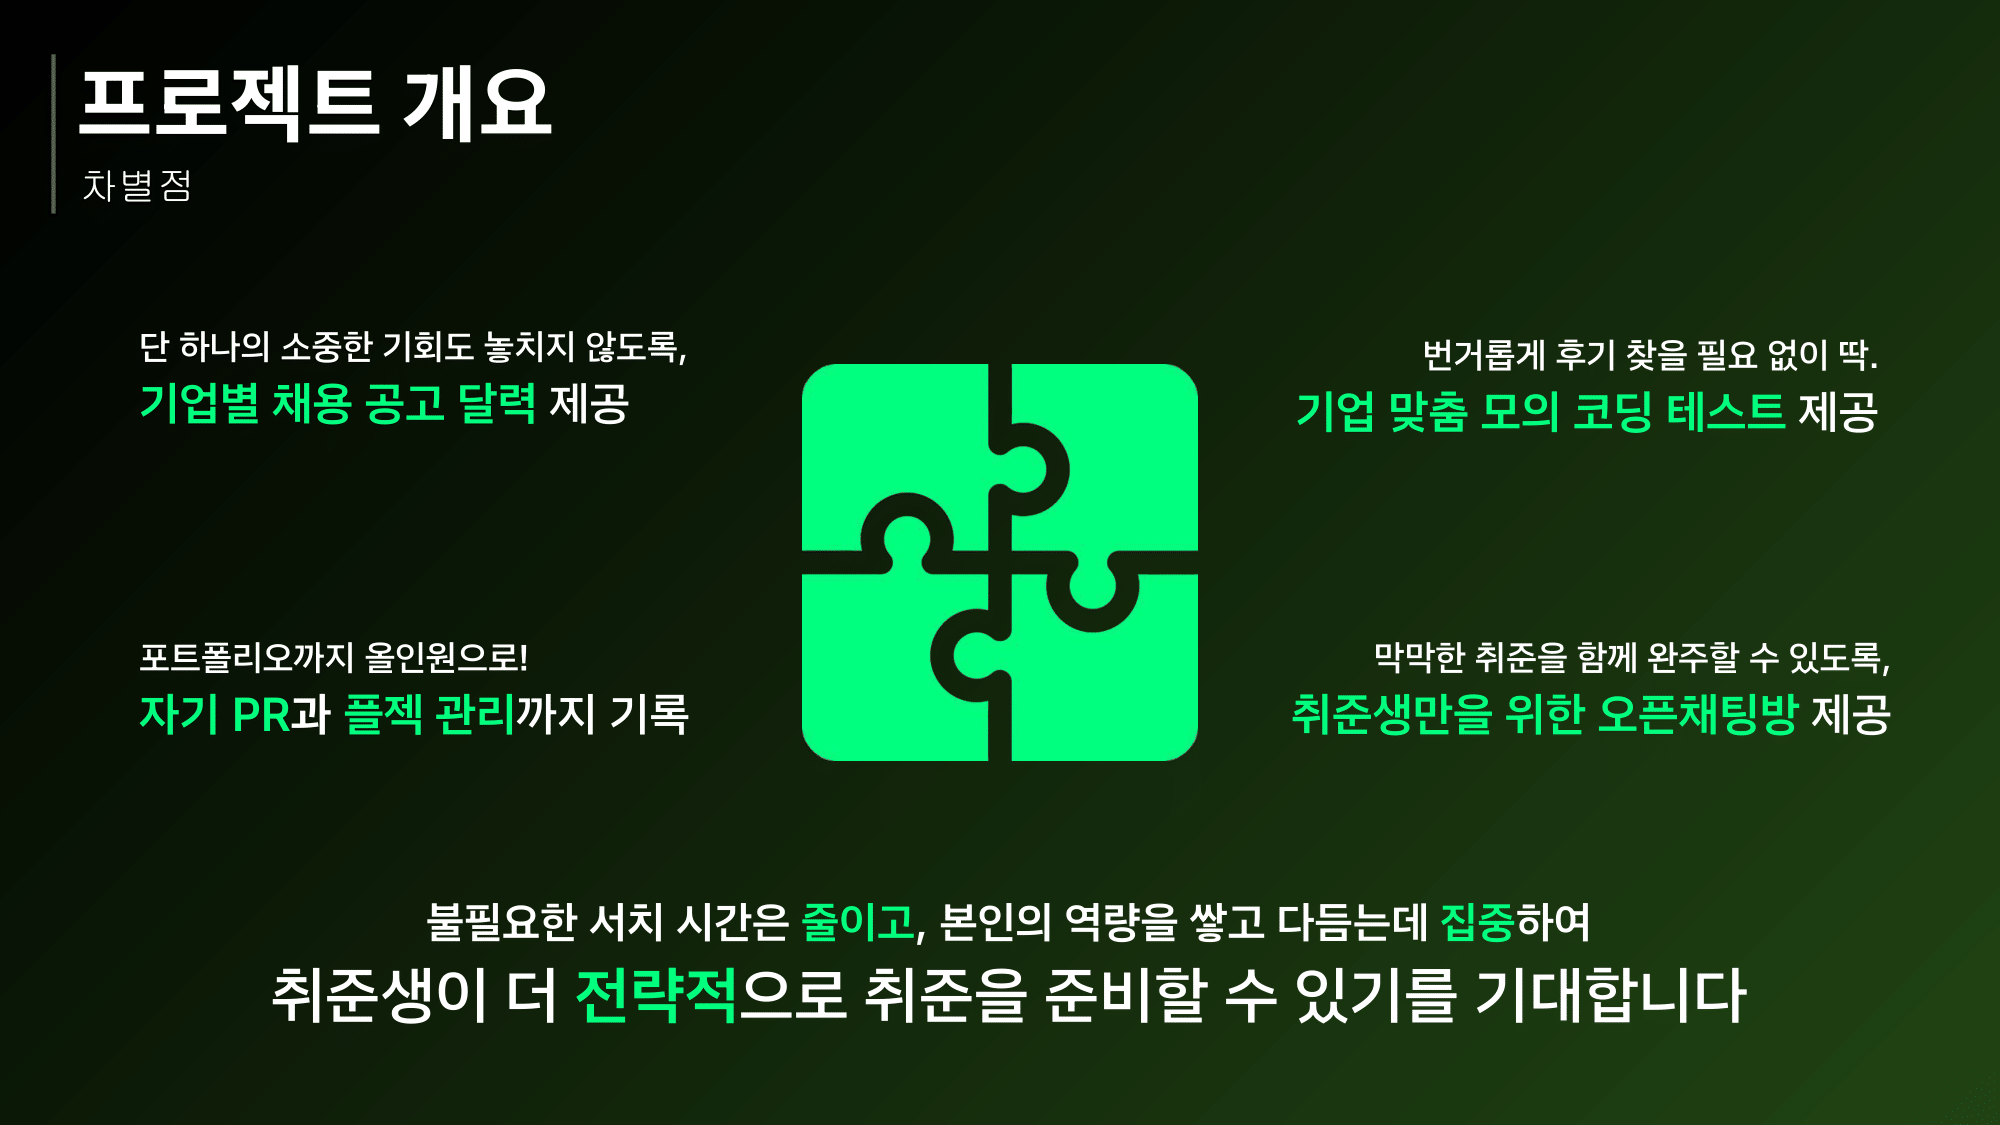 프로젝트 개요
차별점
단 하나의 소중한 기회도 놓치지 않도록,
기업별 채용 공고 달력 제공
번거롭게 후기 찾을 필요 없이 딱.
기업 맞춤 모의 코딩 테스트 제공
포트폴리오까지 올인원으로!
자기 PR과 플젝 관리까지 기록
막막한 취준을 함께 완주할 수 있도록,
취준생만을 위한 오픈채팅방 제공
불필요한 서치 시간은 줄이고, 본인의 역량을 쌓고 다듬는데 집중하여
취준생이 더 전략적으로 취준을 준비할 수 있기를 기대합니다